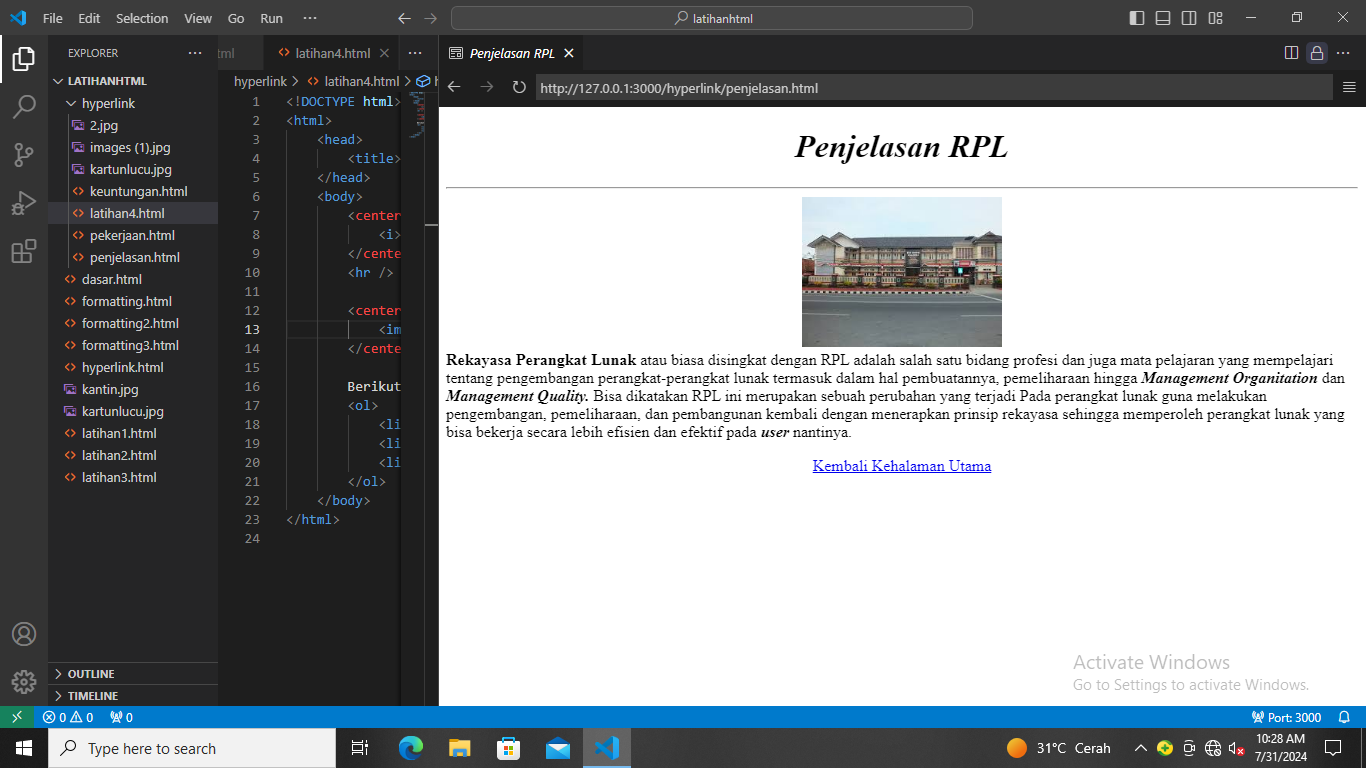 File Edit Selection View Go Run ··· latihanhtml
EXPLORER ···
LATIHANHTML
hyperlink
2.jpg
images (1).jpg
kartunlucu.jpg
keuntungan.html
latihan4.html
pekerjaan.html
penjelasan.html
dasar.html
formatting.html
formatting2.html
formatting3.html
hyperlink.html
kantin.jpg
kartunlucu.jpg
latihan1.html
latihan2.html
latihan3.html
OUTLINE
TIMELINE
tml latihan4.html ···
hyperlink > latihan4.html > h
1 <!DOCTYPE html>
2 <html>
3 <head>
4 <title>
5 </head>
6 <body>
7 <center
8 <i>
9 </cente
10 <hr />
11
12 <center
13 <im
14 </cente
15
16 Berikut
17 <ol>
18 <li
19 <li
20 <li
21 </ol>
22 </body>
23 </html>
24
Penjelasan RPL
http://127.0.0.1:3000/hyperlink/penjelasan.html
Penjelasan RPL
Rekayasa Perangkat Lunak atau biasa disingkat dengan RPL adalah salah satu bidang profesi dan juga mata pelajaran yang mempelajari
tentang pengembangan perangkat-perangkat lunak termasuk dalam hal pembuatannya, pemeliharaan hingga Management Organitation dan
Management Quality. Bisa dikatakan RPL ini merupakan sebuah perubahan yang terjadi Pada perangkat lunak guna melakukan
pengembangan, pemeliharaan, dan pembangunan kembali dengan menerapkan prinsip rekayasa sehingga memperoleh perangkat lunak yang
bisa bekerja secara lebih efisien dan efektif pada user nantinya.
Kembali Kehalaman Utama
Activate Windows
Go to Settings to activate Windows.
0 0 0 Port: 3000
Type here to search
31°C Cerah
10:28 AM
7/31/2024